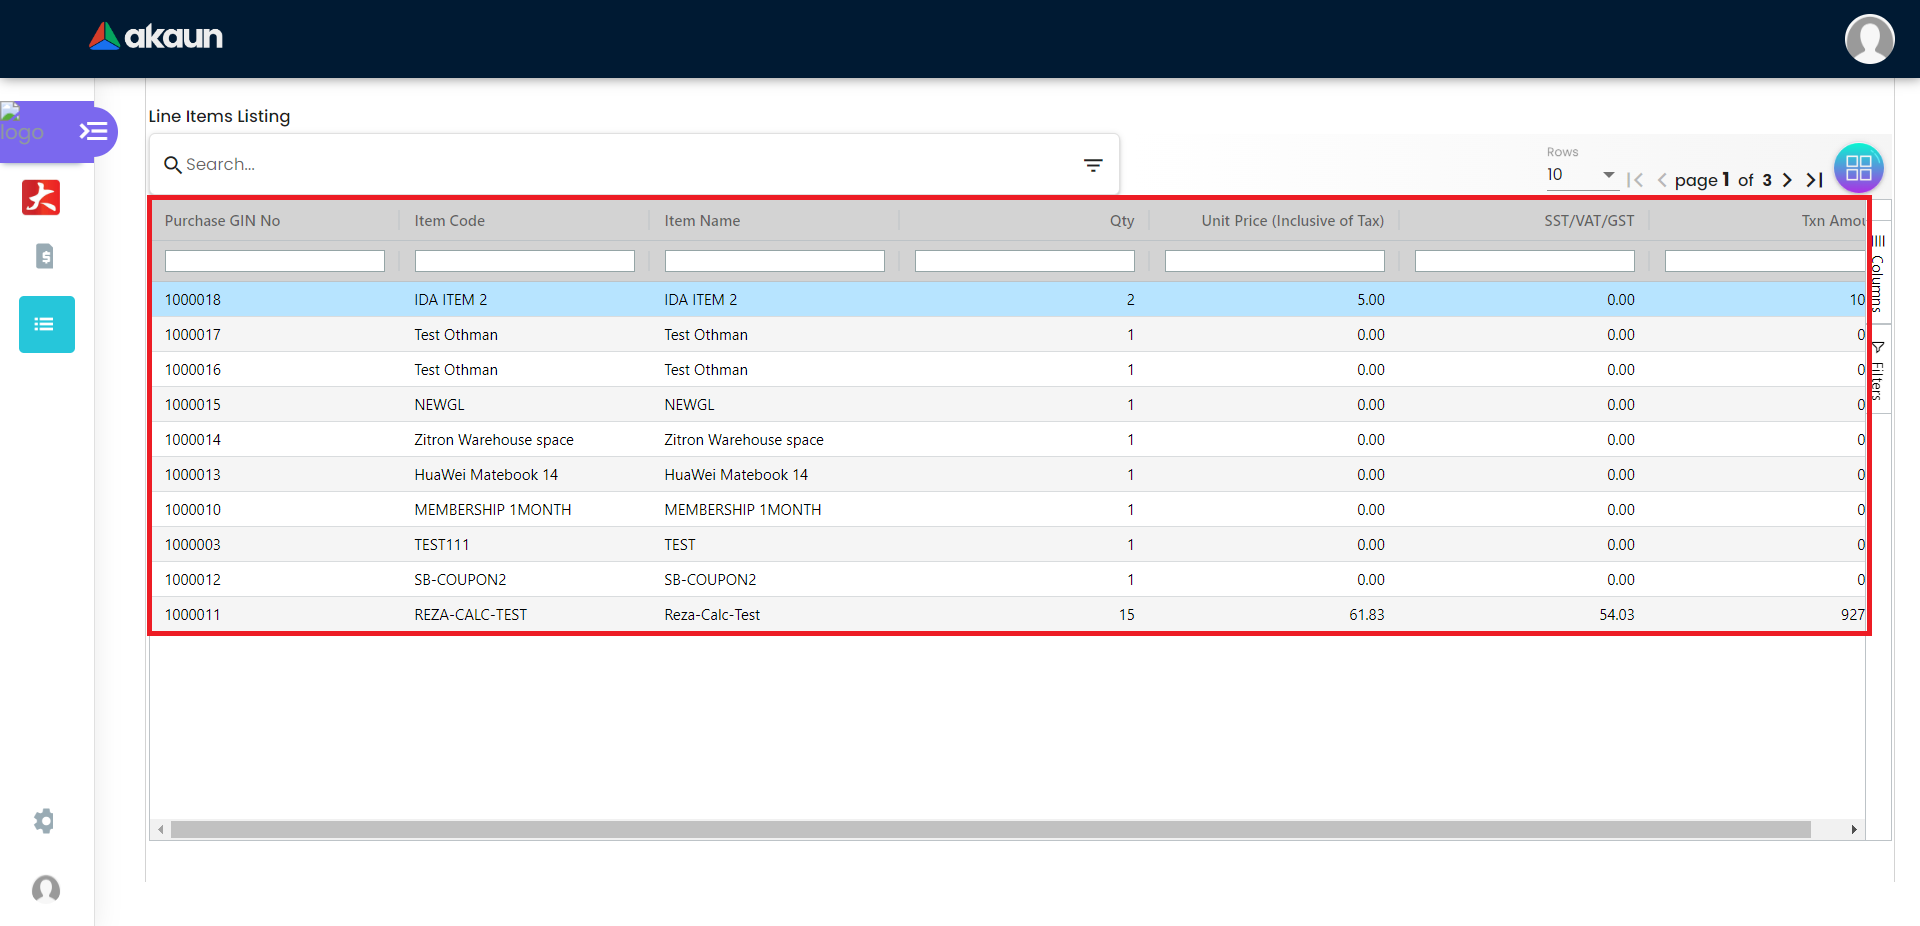 akaun
logo
Line Items Listing
Search...
Rows
10
page 1 of 3
Purchase GIN No Item Code Item Name Qty Unit Price (Inclusive of Tax) SST/VAT/GST Txn Amou
1000018 IDA ITEM 2 IDA ITEM 2 2 5.00 0.00 10
1000017 Test Othman Test Othman 1 0.00 0.00 0
1000016 Test Othman Test Othman 1 0.00 0.00 0
1000015 NEWGL NEWGL 1 0.00 0.00 0
1000014 Zitron Warehouse space Zitron Warehouse space 1 0.00 0.00 0
1000013 HuaWei Matebook 14 HuaWei Matebook 14 1 0.00 0.00 0
1000010 MEMBERSHIP 1MONTH MEMBERSHIP 1MONTH 1 0.00 0.00 0
1000003 TEST111 TEST 1 0.00 0.00 0
1000012 SB-COUPON2 SB-COUPON2 1 0.00 0.00 0
1000011 REZA-CALC-TEST Reza-Calc-Test 15 61.83 54.03 927
Columns
Filters